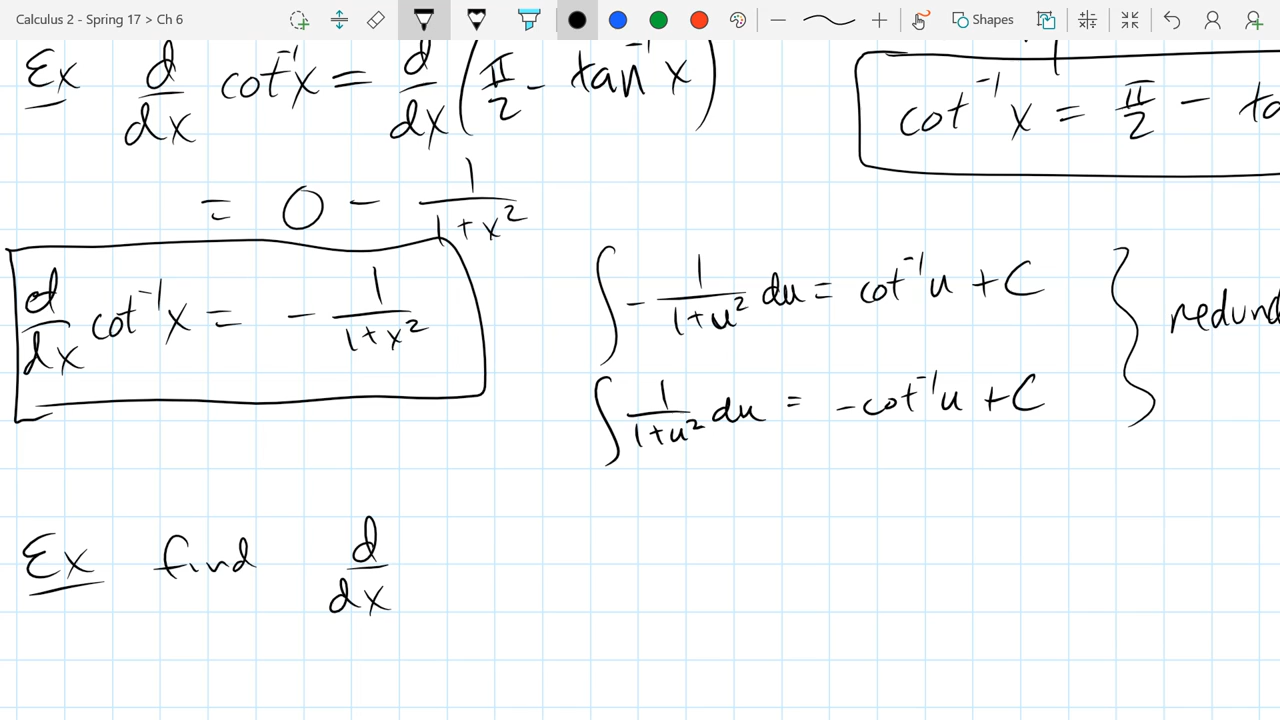 Calculus 2 - Spring 17 > Ch 6
Shapes
Ex d/dx cot⁻¹x = d/dx (π/2 - tan⁻¹ x)
cot⁻¹ x = π/2 -
= 0 - 1/(1+x²)
d/dx cot⁻¹x = - 1/(1+x²)
∫ - 1/(1+u²) du = cot⁻¹u + C
∫ 1/(1+u²) du = -cot⁻¹u + C
Ex find d/dx